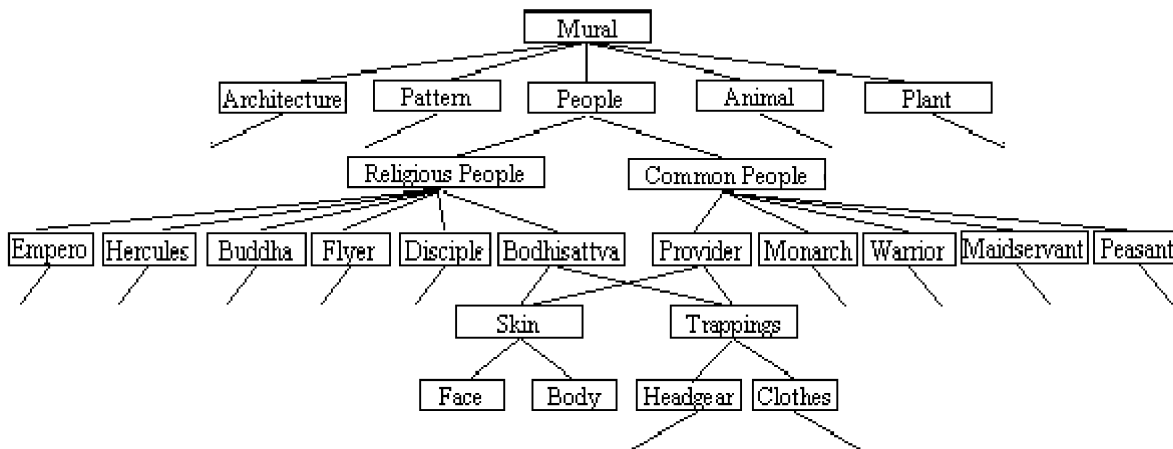 Mural
Architecture
Pattern
People
Animal
Plant
Religious People
Common People
Empero
Hercules
Buddha
Flyer
Disciple
Bodhisattva
Provider
Monarch
Warrior
Maidservant
Peasant
Skin
Trappings
Face
Body
Headgear
Clothes